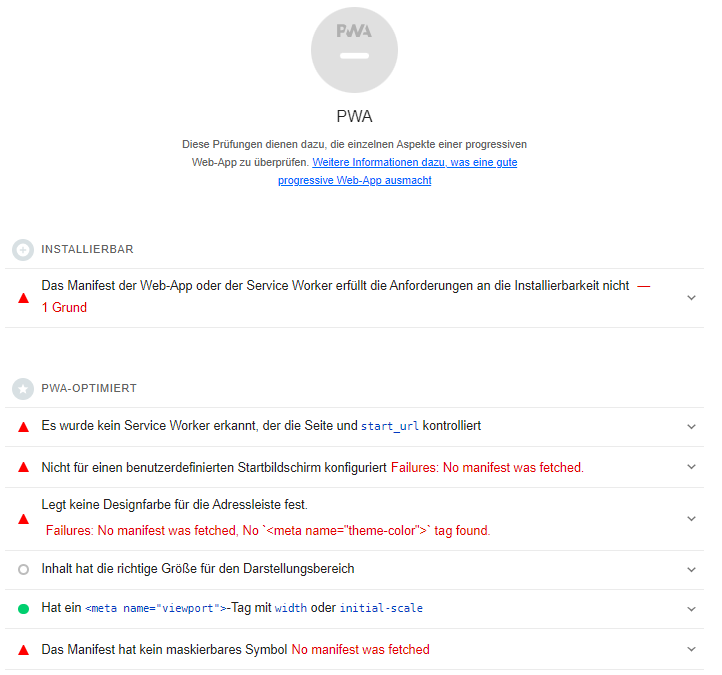 PWA
PWA
Diese Prüfungen dienen dazu, die einzelnen Aspekte einer progressiven
Web-App zu überprüfen. Weitere Informationen dazu, was eine gute
progressive Web-App ausmacht
INSTALLIERBAR
Das Manifest der Web-App oder der Service Worker erfüllt die Anforderungen an die Installierbarkeit nicht —
1 Grund
PWA-OPTIMIERT
Es wurde kein Service Worker erkannt, der die Seite und start_url kontrolliert
Nicht für einen benutzerdefinierten Startbildschirm konfiguriert Failures: No manifest was fetched.
Legt keine Designfarbe für die Adressleiste fest.
Failures: No manifest was fetched, No `<meta name="theme-color">` tag found.
Inhalt hat die richtige Größe für den Darstellungsbereich
Hat ein <meta name="viewport">-Tag mit width oder initial-scale
Das Manifest hat kein maskierbares Symbol No manifest was fetched